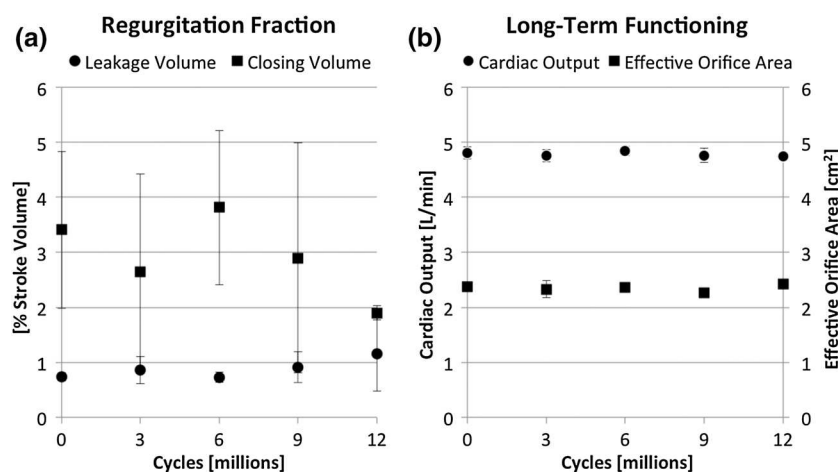 (a) Regurgitation Fraction
● Leakage Volume ■ Closing Volume
[% Stroke Volume]
6
5
4
3
2
1
0
0 3 6 9 12
Cycles [millions]
(b) Long-Term Functioning
● Cardiac Output ■ Effective Orifice Area
Cardiac Output [L/min]
6
5
4
3
2
1
0
0 3 6 9 12
Cycles [millions]
6
5
4
3
2
1
0
Effective Orifice Area [cm²]